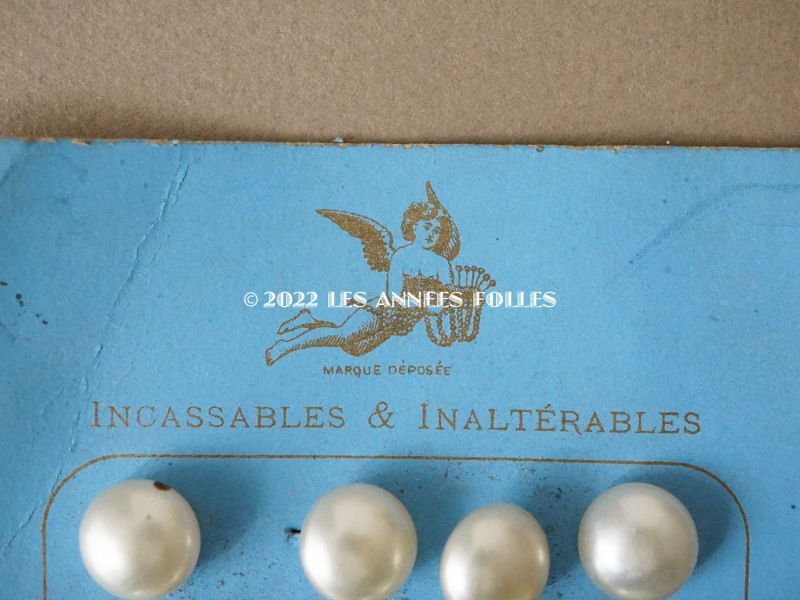 © 2022 LES ANNEES FOLLES
MARQUE DÉPOSÉE
INCASSABLES & INALTÉRABLES